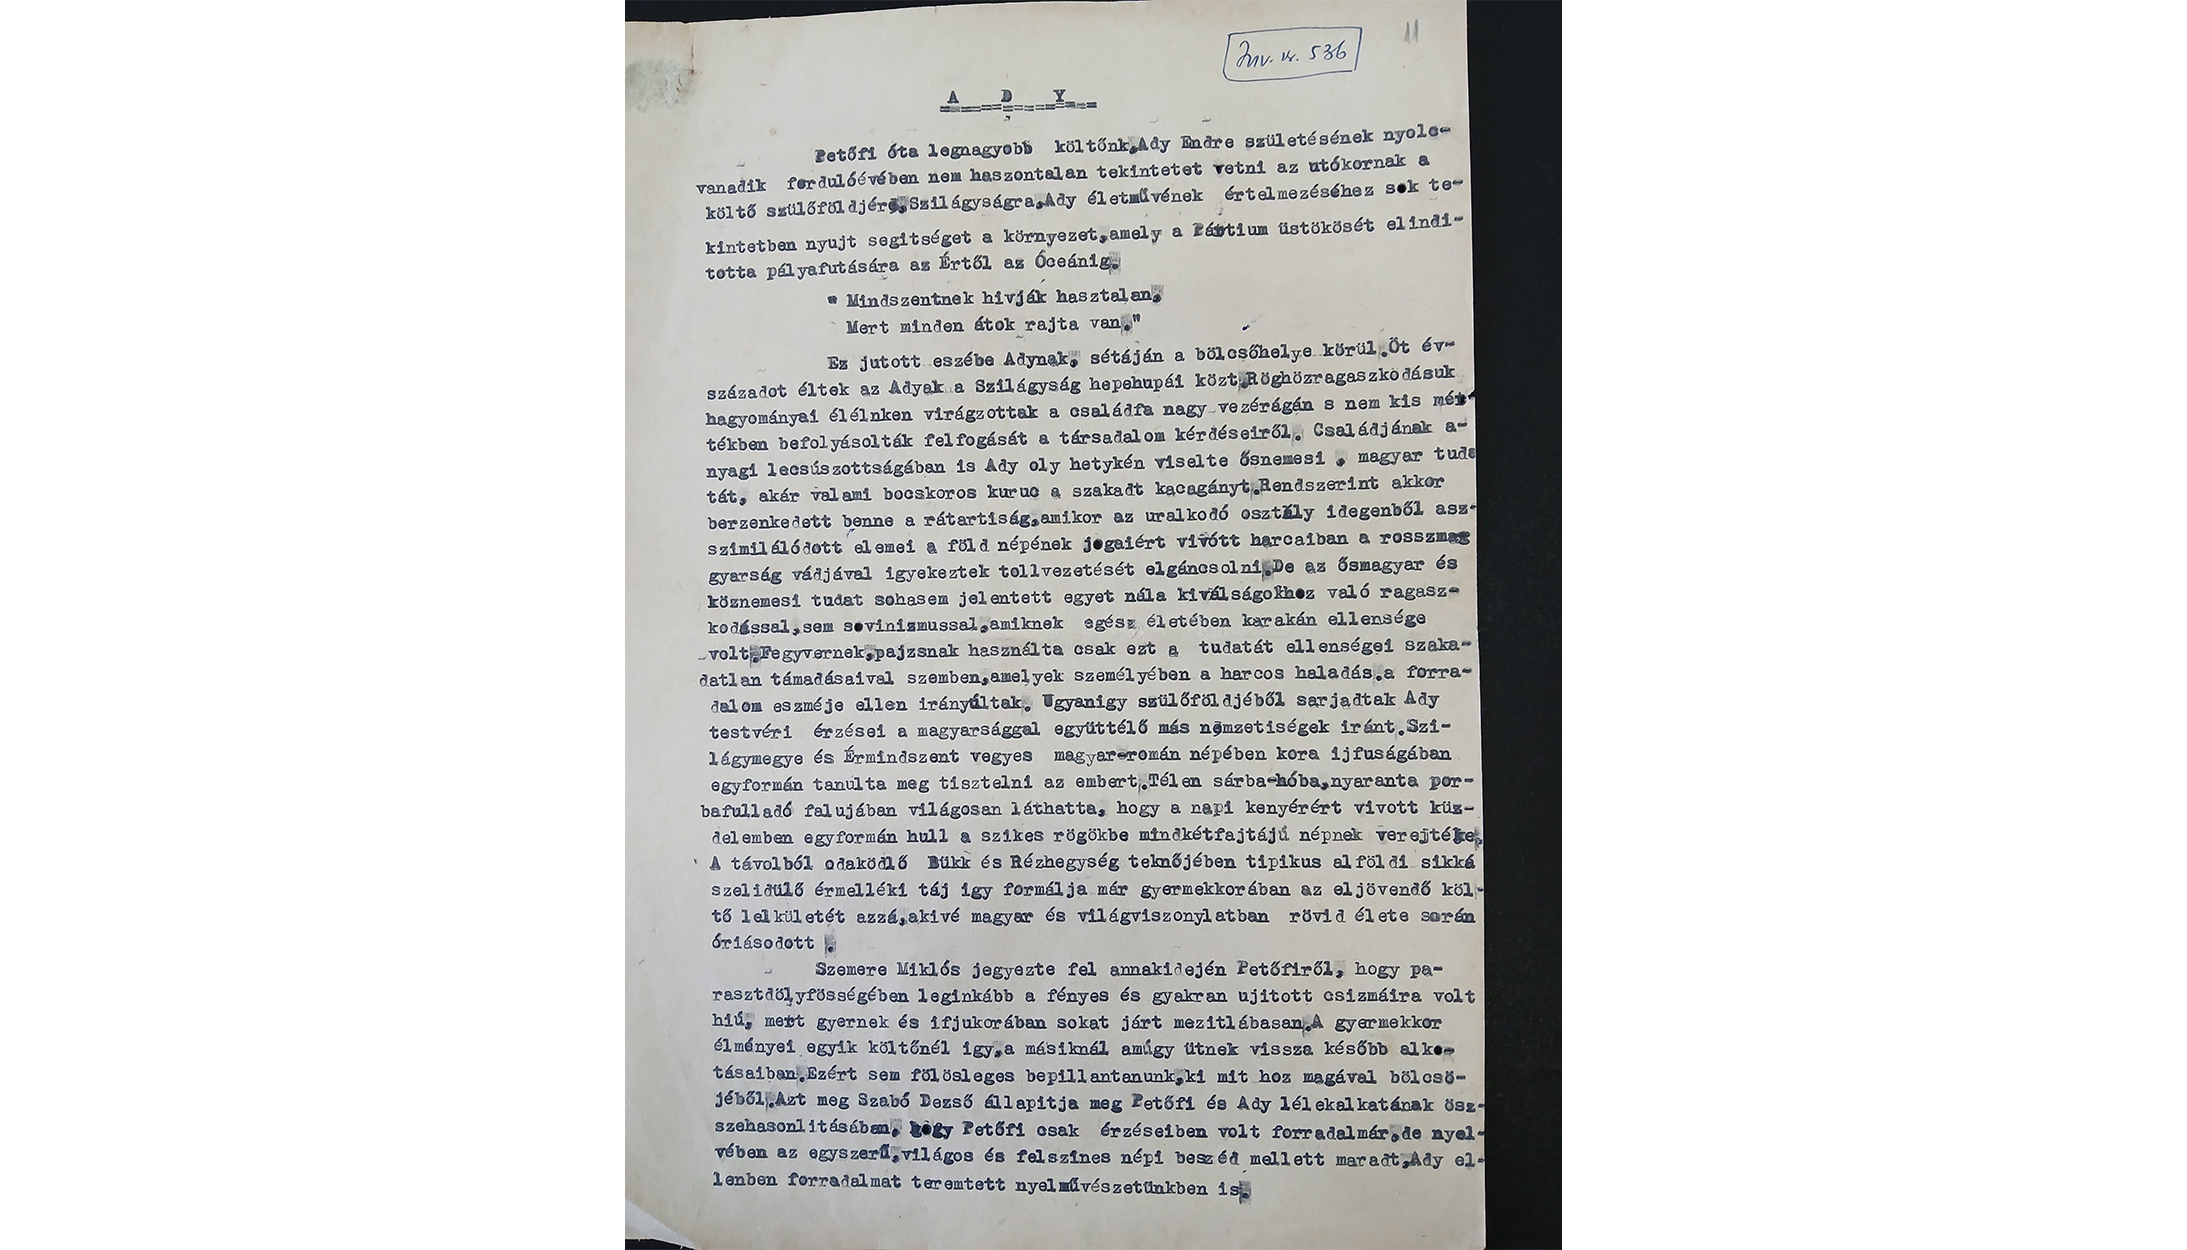 Inv. nr. 536
11
A D Y
Petőfi óta legnagyobb költőnk,Ady Endre születésének nyolc-
vanadik fordulóévében nem haszontalan tekintetet vetni az utókornak a
költő szülőföldjére,Szilágyságra,Ady életművének értelmezéséhez sok te-
kintetben nyujt segitséget a környezet,amely a Pártium üstökösét elindi-
totta pályafutására az Értől az Óceánig.
" Mindszentnek hivják hasztalan,
Mert minden átok rajta van."
Ez jutott eszébe Adynak, sétáján a bölcsőhelye körül.Öt év-
századot éltek az Adyak a Szilágyság hepehupái közt.Röghözragaszkodásuk
hagyományai élélnken virágzottak a családfa nagy vezérágán s nem kis mér-
tékben befolyásolták felfogását a társadalom kérdéseiről. Családjának a-
nyagi lecsúszottságában is Ady oly hetykén viselte ősnemesi , magyar tuda
tát, akár valami bocskoros kuruc a szakadt kacagányt.Rendszerint akkor
berzenkedett benne a rátartiság,amikor az uralkodó osztály idegenből asz-
szimilálódott elemei a föld népének jogaiért vivótt harcaiban a rosszmag
gyarság vádjával igyekeztek tollvezetését elgáncsolni.De az ősmagyar és
köznemesi tudat sohasem jelentett egyet nála kiválságokhoz való ragasz-
kodással,sem sovinizmussal,amiknek egész életében karakán ellensége
volt.Fegyvernek,pajzsnak használta csak ezt a tudatát ellenségei szaka-
datlan támadásaival szemben,amelyek személyében a harcos haladás,a forra-
dalom eszméje ellen irányúltak. Ugyanigy szülőföldjéből sarjadtak Ady
testvéri érzései a magyarsággal együttélő más nemzetiségek iránt.Szi-
lágymegye és Érmindszent vegyes magyar-román népében kora ijfuságában
egyformán tanulta meg tisztelni az embert.Télen sárba-hóba,nyaranta por-
bafulladó falujában világosan láthatta, hogy a napi kenyérért vivott küz-
delemben egyformán hull a szikes rögökbe mindkétfajtájú népnek verejtéke.
A távolból odaködlő Bükk és Rézhegység teknőjében tipikus alföldi sikká
szelidülő érmelléki táj igy formálja már gyermekkorában az eljövendő köl-
tő lelkületét azzá,akivé magyar és világviszonylatban rövid élete során
óriásodott .
Szemere Miklós jegyezte fel annakidején Petőfiről, hogy pa-
rasztdölyfösségében leginkább a fényes és gyakran ujitott csizmáira volt
hiú, mert gyernek és ifjukorában sokat járt mezitlábasan.A gyermekkor
élményei egyik költőnél igy,a másiknál amúgy ütnek vissza később alko-
tásaiban.Ezért sem fölösleges bepillantanunk,ki mit hoz magával bölcsö-
jéből.Azt meg Szabó Dezső állapitja meg Petőfi és Ady lélekalkatának ösz-
szehasonlitásában, hogy Petőfi csak érzéseiben volt forradalmár,de nyel-
vében az egyszerű,világos és felszines népi beszéd mellett maradt,Ady el-
lenben forradalmat teremtett nyelművészetünkben is.